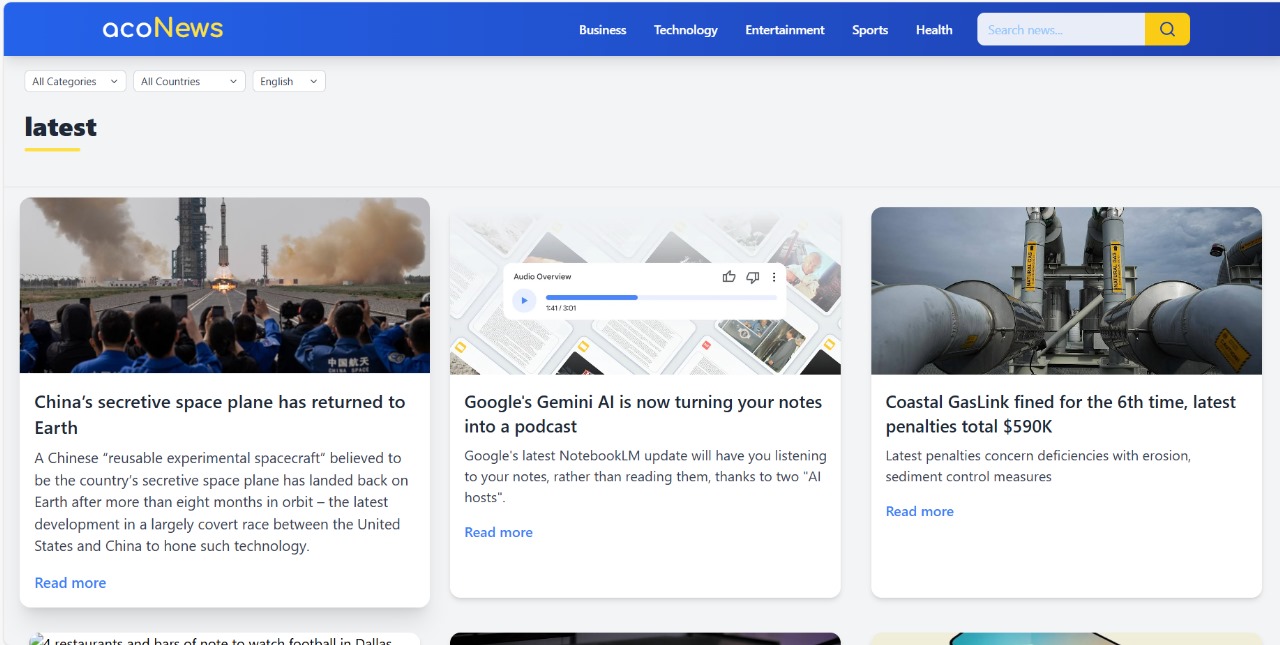 acoNews
Business
Technology
Entertainment
Sports
Health
Search news...
All Categories
All Countries
English
latest
中国航天
CHINA SPACE
China’s secretive space plane has returned to
Earth
A Chinese “reusable experimental spacecraft” believed to
be the country’s secretive space plane has landed back on
Earth after more than eight months in orbit – the latest
development in a largely covert race between the United
States and China to hone such technology.
Read more
Audio Overview
1:41 / 3:01
Google's Gemini AI is now turning your notes
into a podcast
Google's latest NotebookLM update will have you listening
to your notes, rather than reading them, thanks to two "AI
hosts".
Read more
NATURAL GAS
NATURAL GAS
Coastal GasLink fined for the 6th time, latest
penalties total $590K
Latest penalties concern deficiencies with erosion,
sediment control measures
Read more
4 restaurants and bars of note to watch football in Dallas